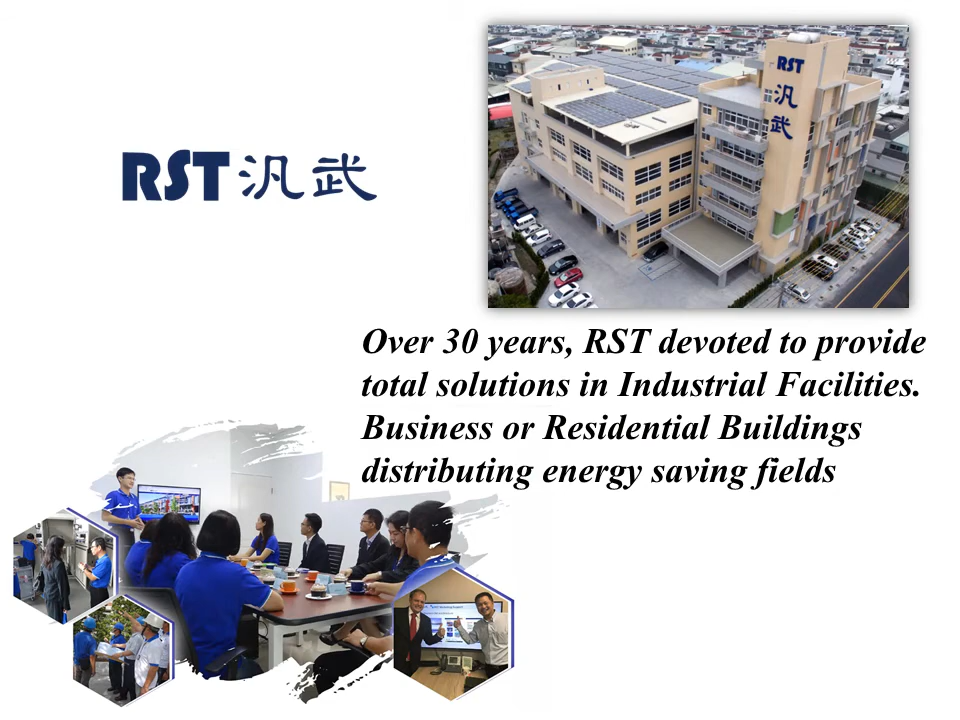 RST
汎武
RST汎武
Over 30 years, RST devoted to provide
total solutions in Industrial Facilities.
Business or Residential Buildings
distributing energy saving fields